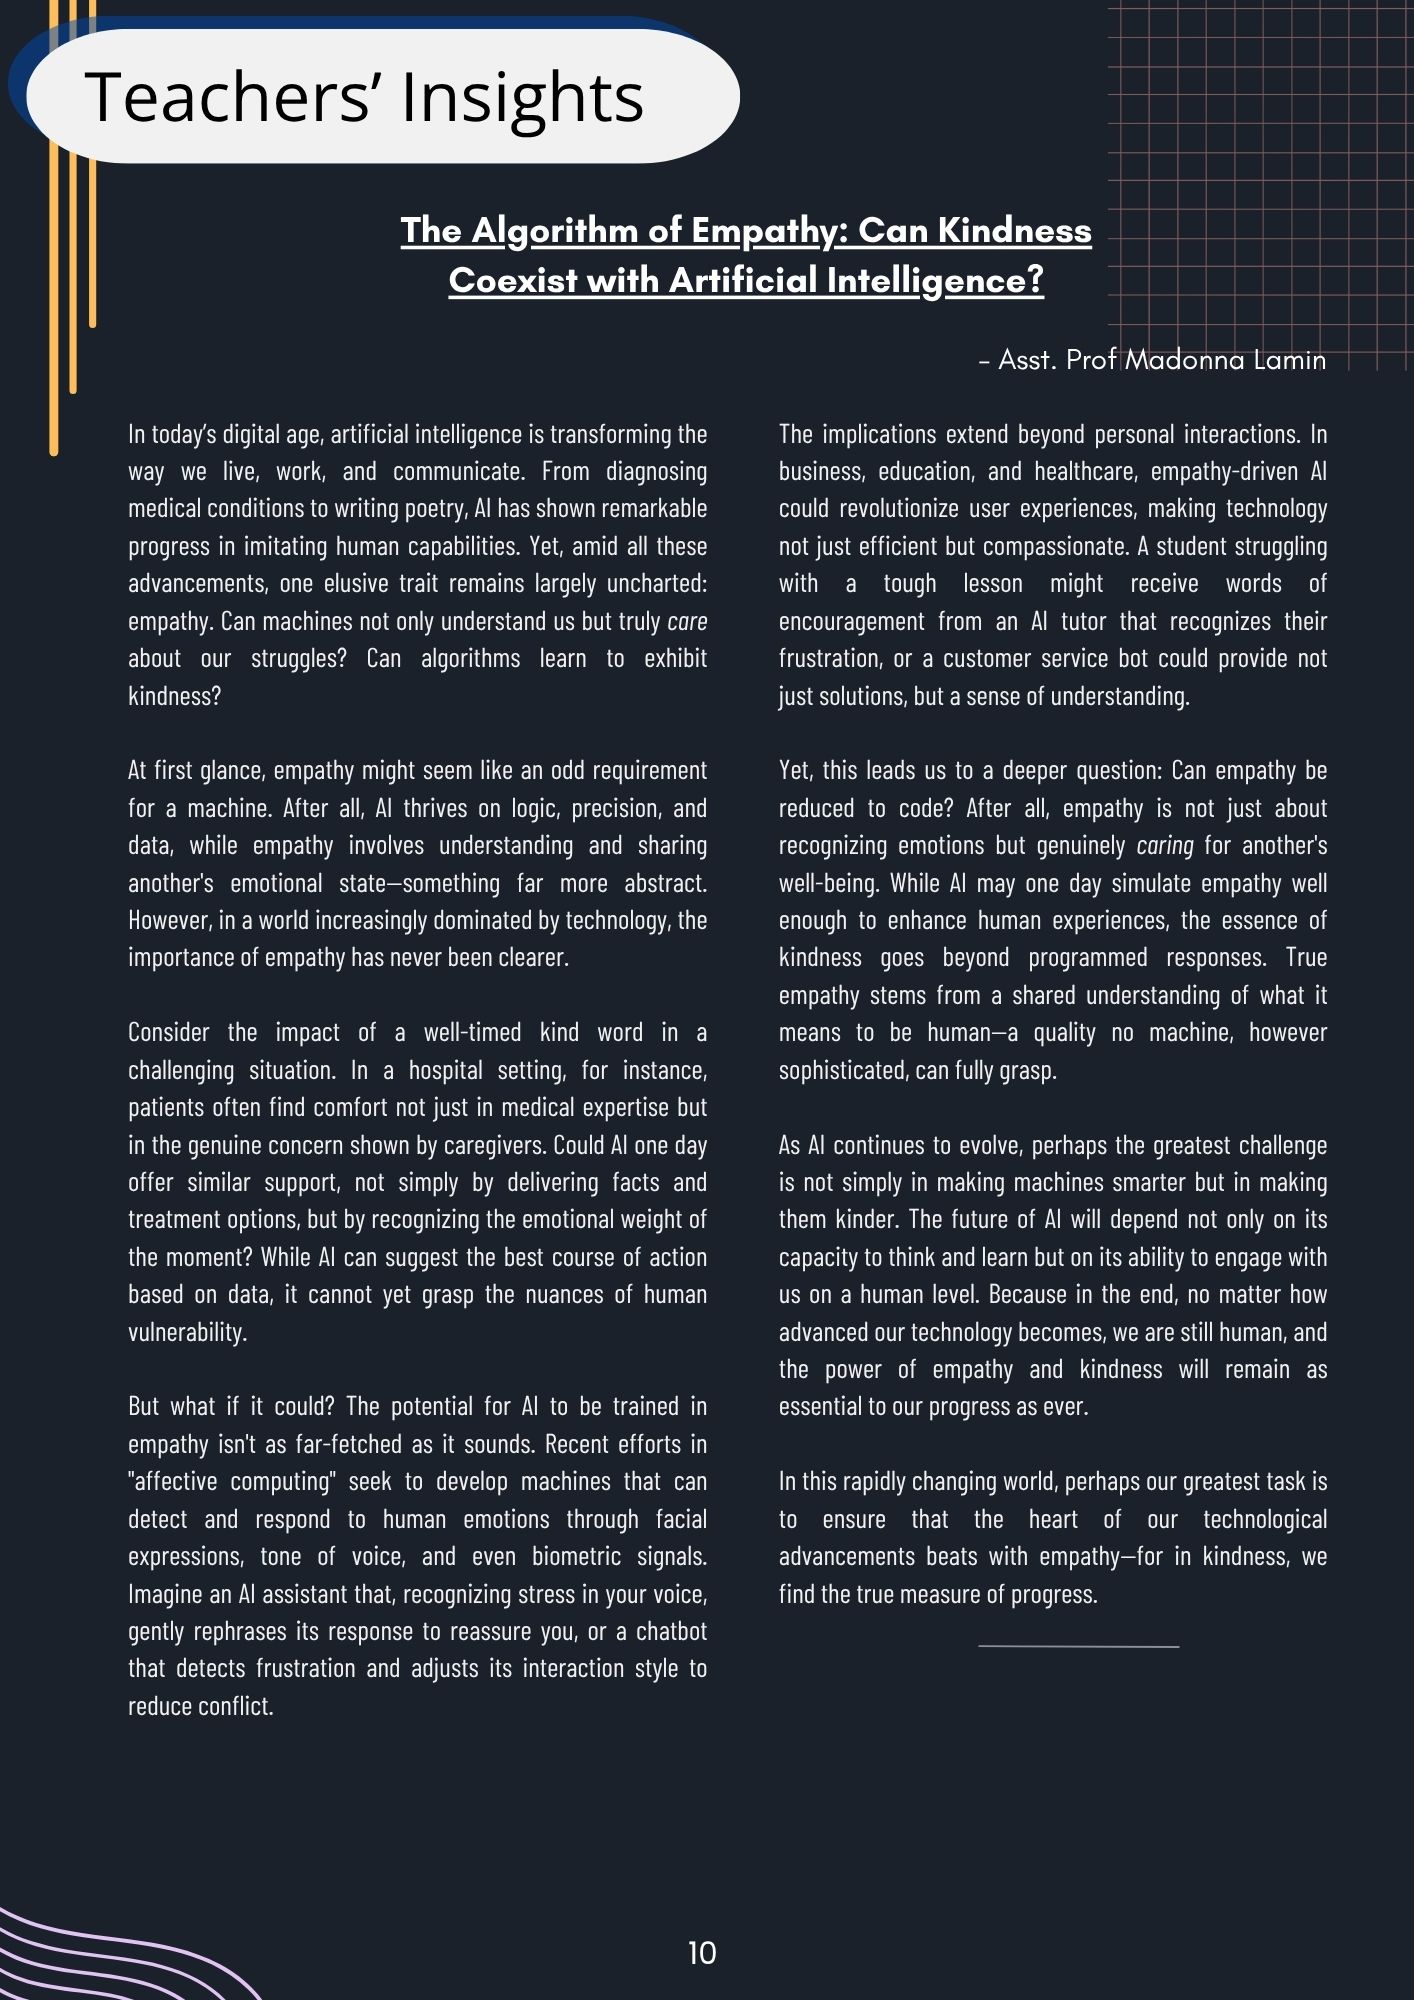 Teachers’ Insights
The Algorithm of Empathy: Can Kindness
Coexist with Artificial Intelligence?
– Asst. Prof Madonna Lamin
In today’s digital age, artificial intelligence is transforming the
way we live, work, and communicate. From diagnosing
medical conditions to writing poetry, AI has shown remarkable
progress in imitating human capabilities. Yet, amid all these
advancements, one elusive trait remains largely uncharted:
empathy. Can machines not only understand us but truly care
about our struggles? Can algorithms learn to exhibit
kindness?
At first glance, empathy might seem like an odd requirement
for a machine. After all, AI thrives on logic, precision, and
data, while empathy involves understanding and sharing
another's emotional state—something far more abstract.
However, in a world increasingly dominated by technology, the
importance of empathy has never been clearer.
Consider the impact of a well-timed kind word in a
challenging situation. In a hospital setting, for instance,
patients often find comfort not just in medical expertise but
in the genuine concern shown by caregivers. Could AI one day
offer similar support, not simply by delivering facts and
treatment options, but by recognizing the emotional weight of
the moment? While AI can suggest the best course of action
based on data, it cannot yet grasp the nuances of human
vulnerability.
But what if it could? The potential for AI to be trained in
empathy isn't as far-fetched as it sounds. Recent efforts in
"affective computing" seek to develop machines that can
detect and respond to human emotions through facial
expressions, tone of voice, and even biometric signals.
Imagine an AI assistant that, recognizing stress in your voice,
gently rephrases its response to reassure you, or a chatbot
that detects frustration and adjusts its interaction style to
reduce conflict.
The implications extend beyond personal interactions. In
business, education, and healthcare, empathy-driven AI
could revolutionize user experiences, making technology
not just efficient but compassionate. A student struggling
with a tough lesson might receive words of
encouragement from an AI tutor that recognizes their
frustration, or a customer service bot could provide not
just solutions, but a sense of understanding.
Yet, this leads us to a deeper question: Can empathy be
reduced to code? After all, empathy is not just about
recognizing emotions but genuinely caring for another's
well-being. While AI may one day simulate empathy well
enough to enhance human experiences, the essence of
kindness goes beyond programmed responses. True
empathy stems from a shared understanding of what it
means to be human—a quality no machine, however
sophisticated, can fully grasp.
As AI continues to evolve, perhaps the greatest challenge
is not simply in making machines smarter but in making
them kinder. The future of AI will depend not only on its
capacity to think and learn but on its ability to engage with
us on a human level. Because in the end, no matter how
advanced our technology becomes, we are still human, and
the power of empathy and kindness will remain as
essential to our progress as ever.
In this rapidly changing world, perhaps our greatest task is
to ensure that the heart of our technological
advancements beats with empathy—for in kindness, we
find the true measure of progress.
10